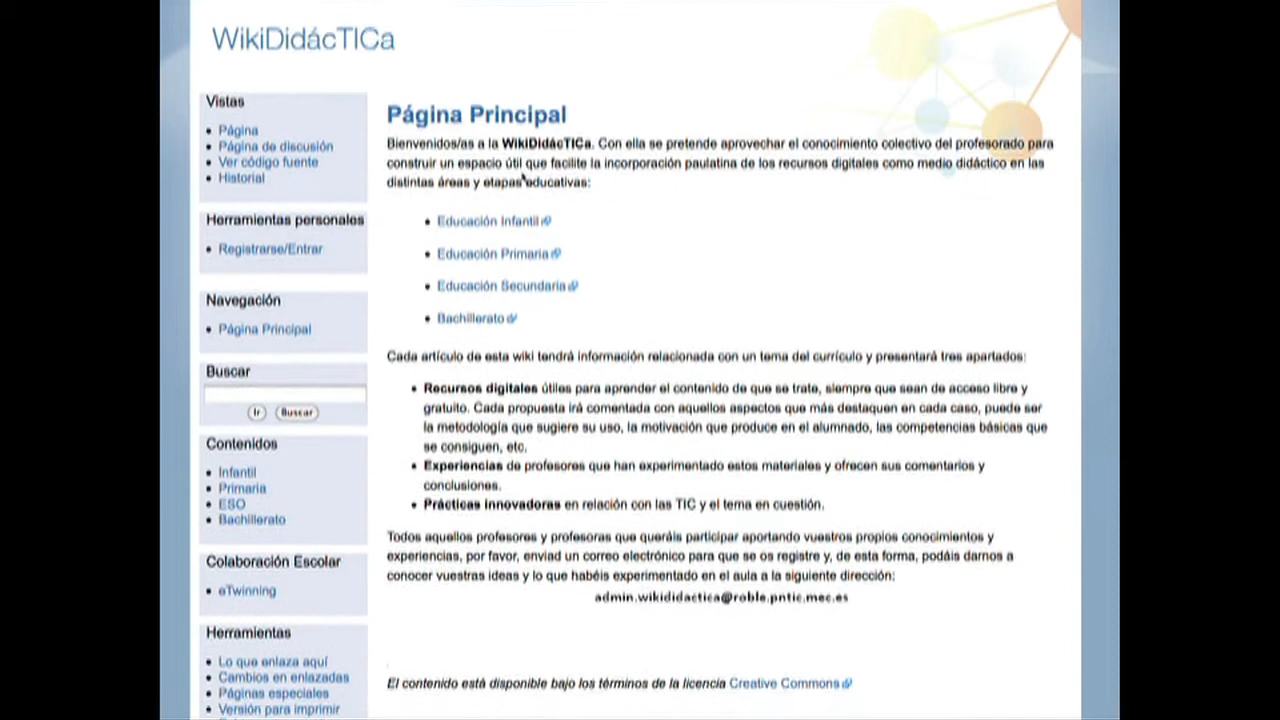 WikiDidácTICa
Vistas
Página
Página de discusión
Ver código fuente
Historial
Herramientas personales
Registrarse/Entrar
Navegación
Página Principal
Buscar
Ir Buscar
Contenidos
Infantil
Primaria
ESO
Bachillerato
Colaboración Escolar
eTwinning
Herramientas
Lo que enlaza aquí
Cambios en enlazadas
Páginas especiales
Versión para imprimir
Página Principal
Bienvenidos/as a la WikiDidácTICa. Con ella se pretende aprovechar el conocimiento colectivo del profesorado para
construir un espacio útil que facilite la incorporación paulatina de los recursos digitales como medio didáctico en las
distintas áreas y etapas educativas:
Educación Infantil
Educación Primaria
Educación Secundaria
Bachillerato
Cada artículo de esta wiki tendrá información relacionada con un tema del currículo y presentará tres apartados:
Recursos digitales útiles para aprender el contenido de que se trate, siempre que sean de acceso libre y
gratuito. Cada propuesta irá comentada con aquellos aspectos que más destaquen en cada caso, puede ser
la metodología que sugiere su uso, la motivación que produce en el alumnado, las competencias básicas que
se consiguen, etc.
Experiencias de profesores que han experimentado estos materiales y ofrecen sus comentarios y
conclusiones.
Prácticas innovadoras en relación con las TIC y el tema en cuestión.
Todos aquellos profesores y profesoras que queráis participar aportando vuestros propios conocimientos y
experiencias, por favor, enviad un correo electrónico para que se os registre y, de esta forma, podáis darnos a
conocer vuestras ideas y lo que habéis experimentado en el aula a la siguiente dirección:
admin.wikididactica@roble.pntic.mec.es
El contenido está disponible bajo los términos de la licencia Creative Commons